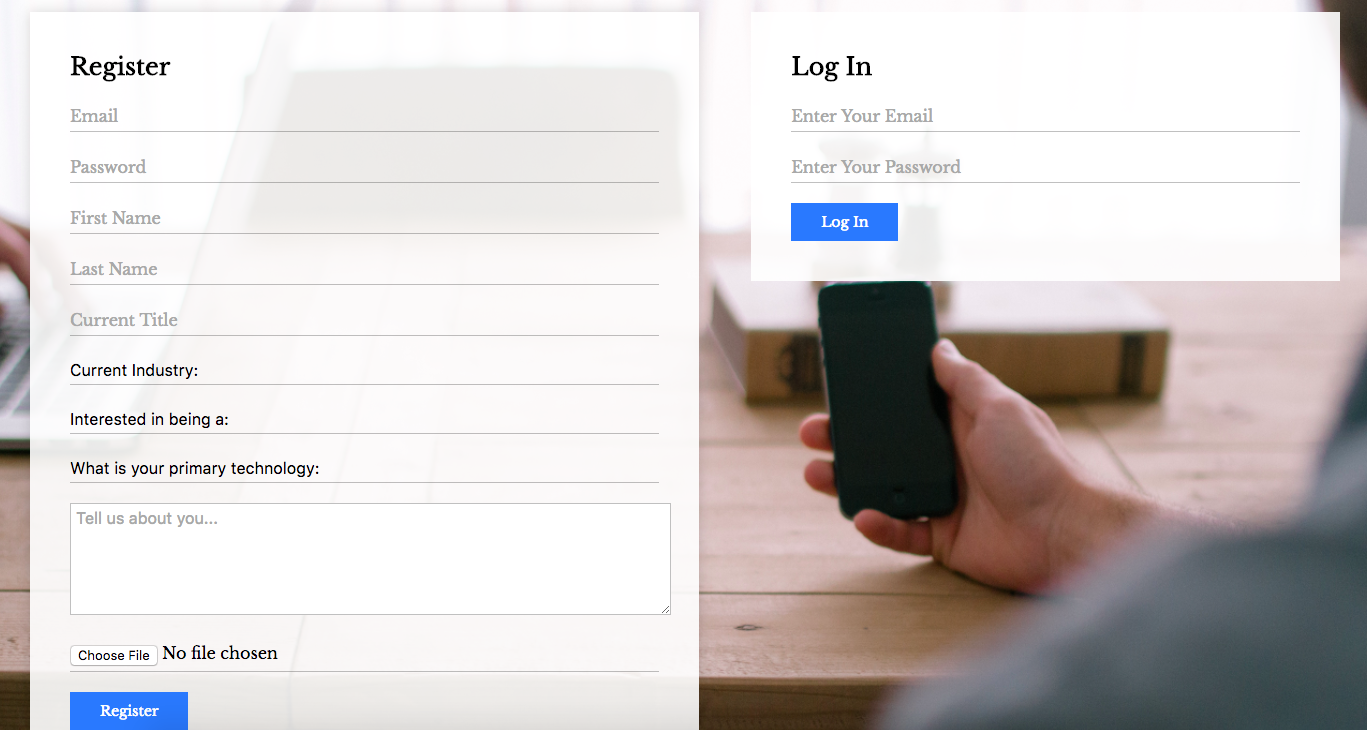 Register
Email
Password
First Name
Last Name
Current Title
Current Industry:
Interested in being a:
What is your primary technology:
Tell us about you...
Choose File No file chosen
Register
Log In
Enter Your Email
Enter Your Password
Log In